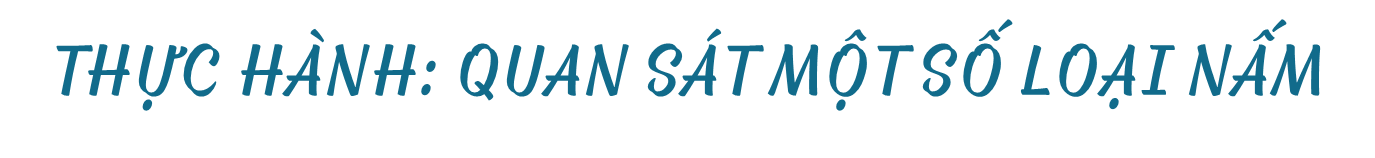 THỰC HÀNH: QUAN SÁT MỘT SỐ LOẠI NẤM